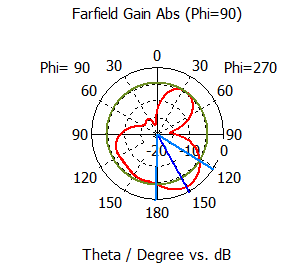 Farfield Gain Abs (Phi=90)
0
Phi= 90 30 30 Phi=270
60 60
90 -20 -10 0 90
120 120
150 150
180
Theta / Degree vs. dB